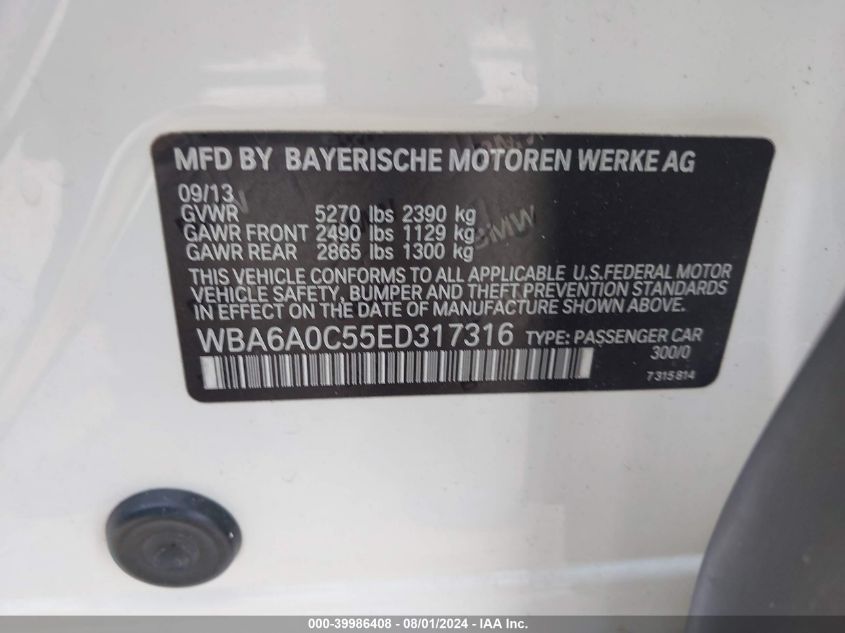 MFD BY BAYERISCHE MOTOREN WERKE AG
09/13
GVWR 5270 lbs 2390 kg
GAWR FRONT 2490 lbs 1129 kg
GAWR REAR 2865 lbs 1300 kg
THIS VEHICLE CONFORMS TO ALL APPLICABLE U.S.FEDERAL MOTOR
VEHICLE SAFETY, BUMPER AND THEFT PREVENTION STANDARDS
IN EFFECT ON THE DATE OF MANUFACTURE SHOWN ABOVE.
WBA6A0C55ED317316 TYPE: PASSENGER CAR
300/0
7 315 814
000-39986408 - 08/01/2024 - IAA Inc.